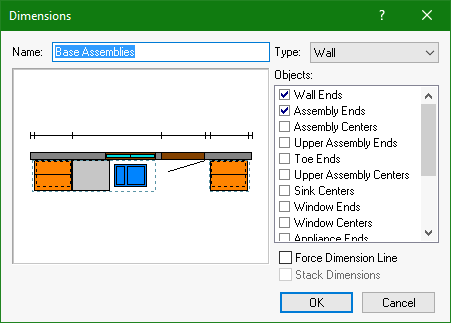 Dimensions
?
Name: Base Assemblies
Type: Wall
Objects:
Wall Ends
Assembly Ends
Assembly Centers
Upper Assembly Ends
Toe Ends
Upper Assembly Centers
Sink Centers
Window Ends
Window Centers
Appliance Ends
Force Dimension Line
Stack Dimensions
OK
Cancel